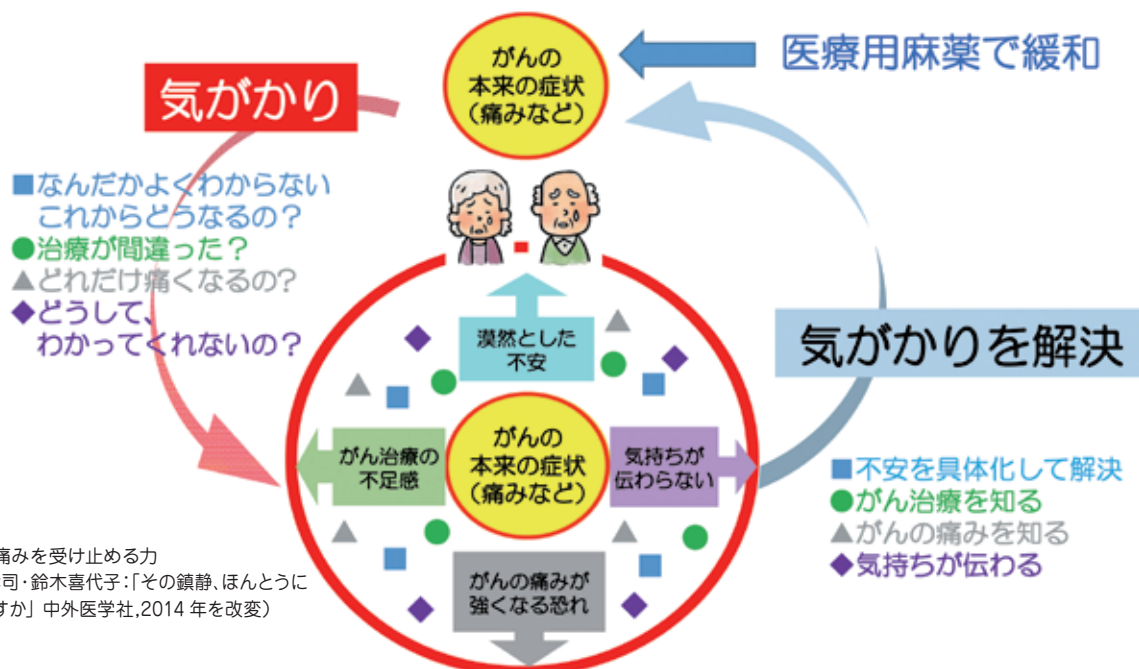 がんの
本来の症状
（痛みなど）
医療用麻薬で緩和
気がかり
■なんだかよくわからない
これからどうなるの？
●治療が間違った？
▲どれだけ痛くなるの？
◆どうして、
わかってくれないの？
漠然とした
不安
がん治療の
不足感
がんの
本来の症状
（痛みなど）
気持ちが
伝わらない
がんの痛みが
強くなる恐れ
気がかりを解決
■不安を具体化して解決
●がん治療を知る
▲がんの痛みを知る
◆気持ちが伝わる
痛みを受け止める力
司・鈴木喜代子：「その鎮静、ほんとうに
すか」 中外医学社,2014 年を改変）